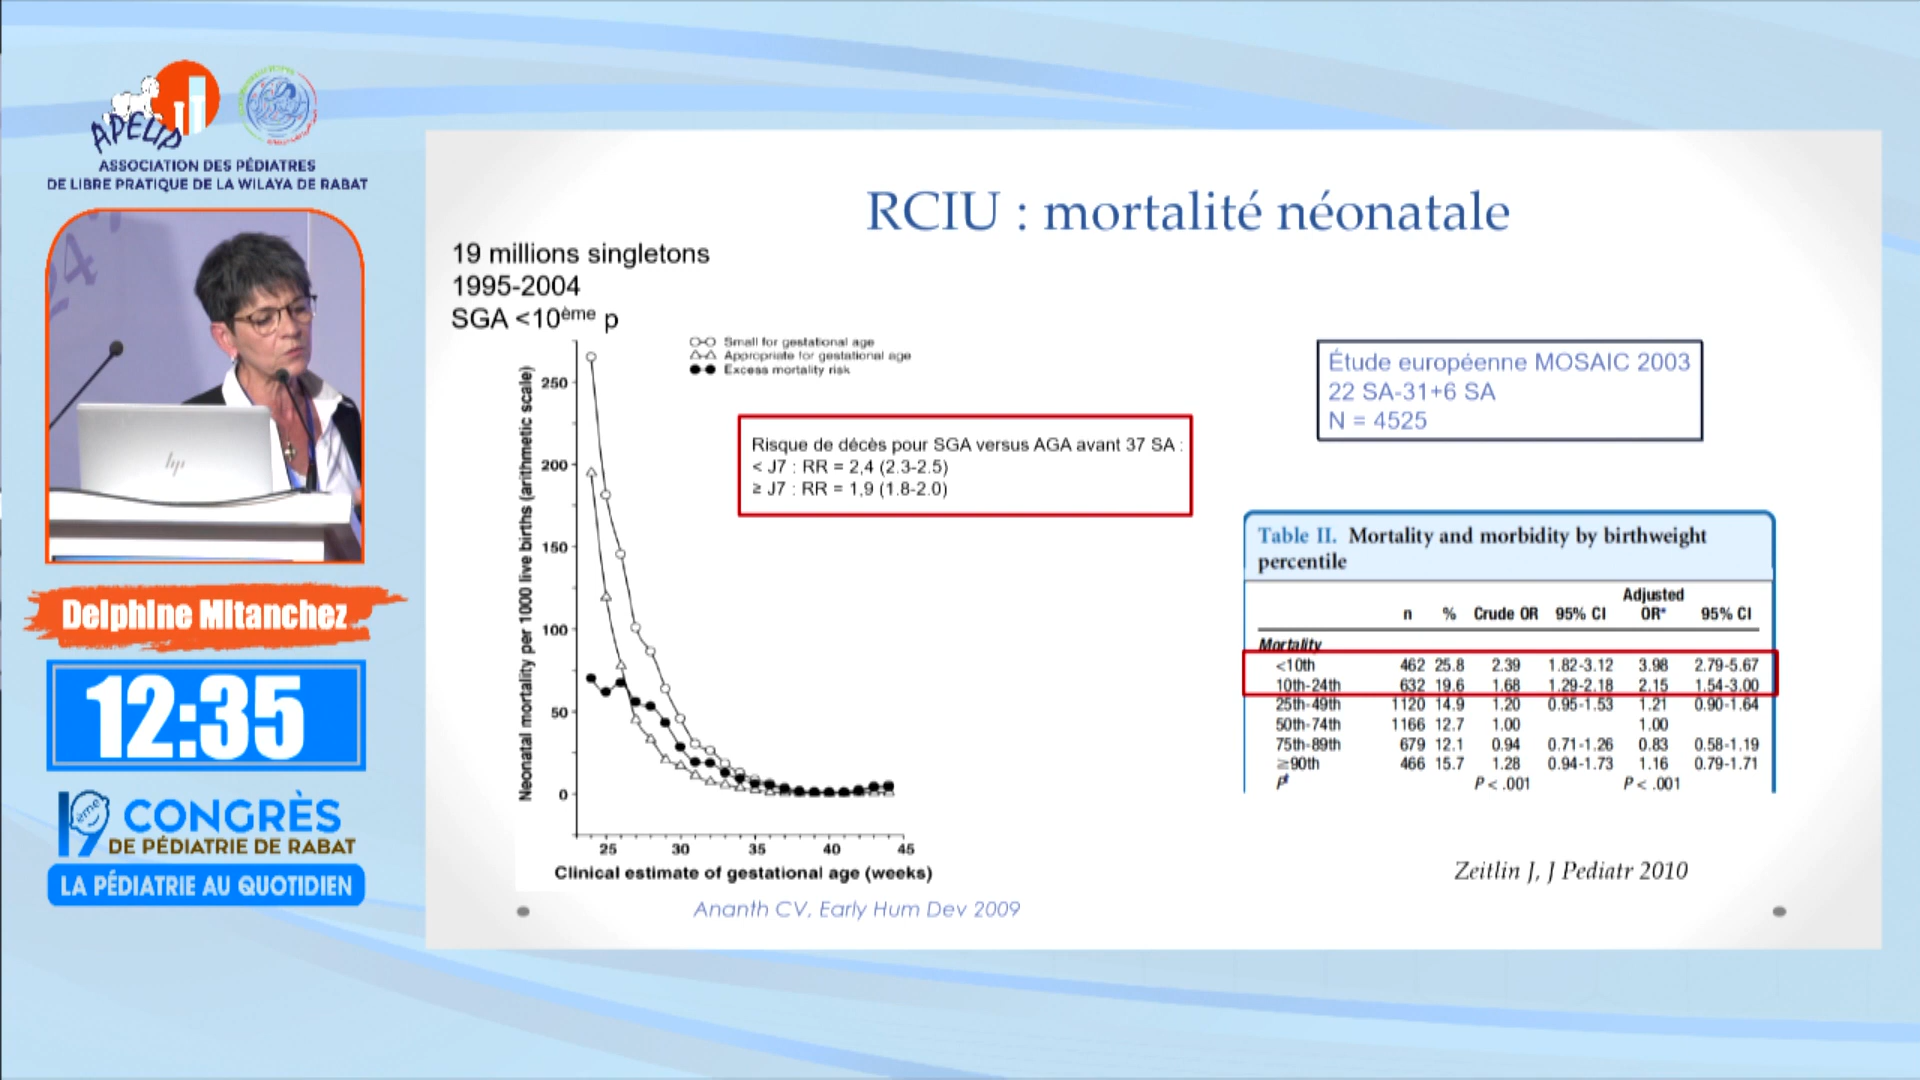 APELIP
ASSOCIATION DES PÉDIATRES
DE LIBRE PRATIQUE DE LA WILAYA DE RABAT
hp
Delphine Mitanchez
12:35
19ème CONGRÈS
DE PÉDIATRIE DE RABAT
LA PÉDIATRIE AU QUOTIDIEN
RCIU : mortalité néonatale
19 millions singletons
1995-2004
SGA <10ème p
Small for gestational age
Appropriate for gestational age
Excess mortality risk
Neonatal mortality per 1000 live births (arithmetic scale)
250
200
150
100
50
0
25 30 35 40 45
Clinical estimate of gestational age (weeks)
Ananth CV, Early Hum Dev 2009
Risque de décès pour SGA versus AGA avant 37 SA :
< J7 : RR = 2,4 (2.3-2.5)
≥ J7 : RR = 1,9 (1.8-2.0)
Étude européenne MOSAIC 2003
22 SA-31+6 SA
N = 4525
Table II. Mortality and morbidity by birthweight
percentile
n % Crude OR 95% CI Adjusted OR* 95% CI
Mortality
<10th 462 25.8 2.39 1.82-3.12 3.98 2.79-5.67
10th-24th 632 19.6 1.68 1.29-2.18 2.15 1.54-3.00
25th-49th 1120 14.9 1.20 0.95-1.53 1.21 0.90-1.64
50th-74th 1166 12.7 1.00 1.00
75th-89th 679 12.1 0.94 0.71-1.26 0.83 0.58-1.19
≥90th 466 15.7 1.28 0.94-1.73 1.16 0.79-1.71
P‡ P < .001 P < .001
Zeitlin J, J Pediatr 2010